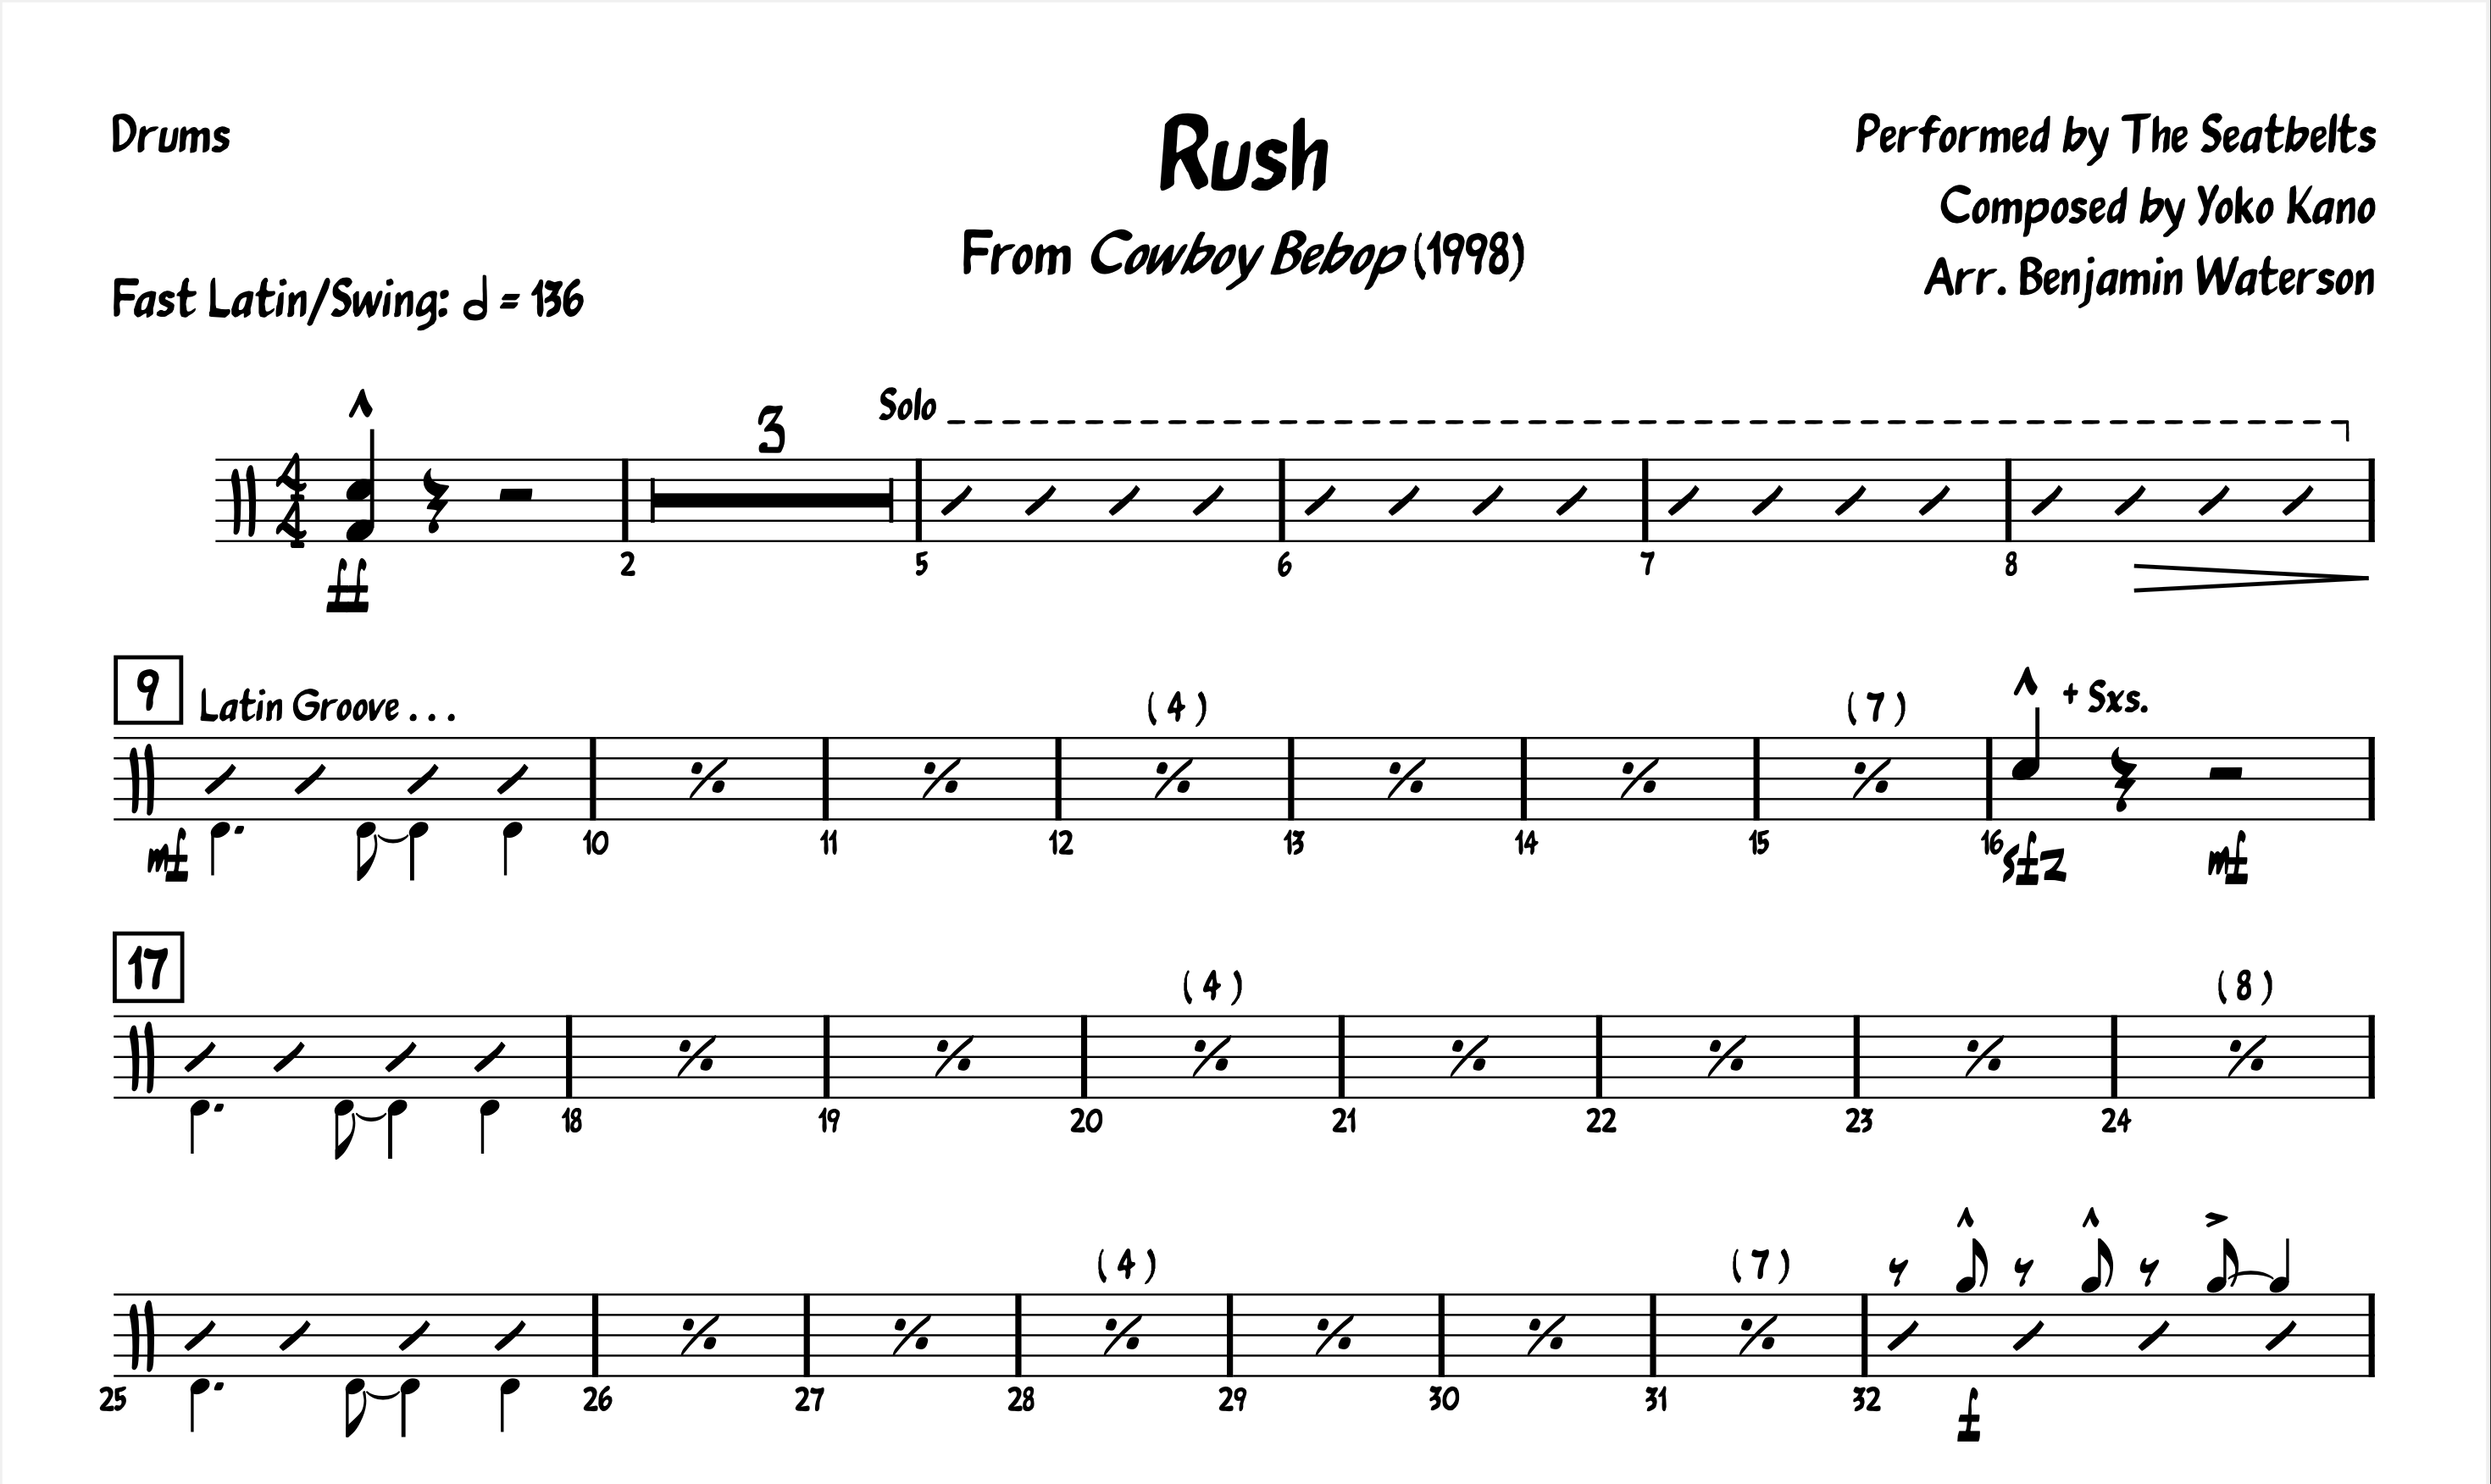 Drums
Rush
From Cowboy Bebop (1998)
Performed by The Seatbelts
Composed by Yoko Kano
Arr. Benjamin Waterson
Fast Latin/Swing: 𝅗𝅥 = 136
3 Solo
4
4
2 5 6 7 8
ff
9 Latin Groove . . . (4) (7) + Sxs.
mf 10 11 12 13 14 15 16 sfz mf
17 (4) (8)
18 19 20 21 22 23 24
(4) (7)
25 26 27 28 29 30 31 32
f